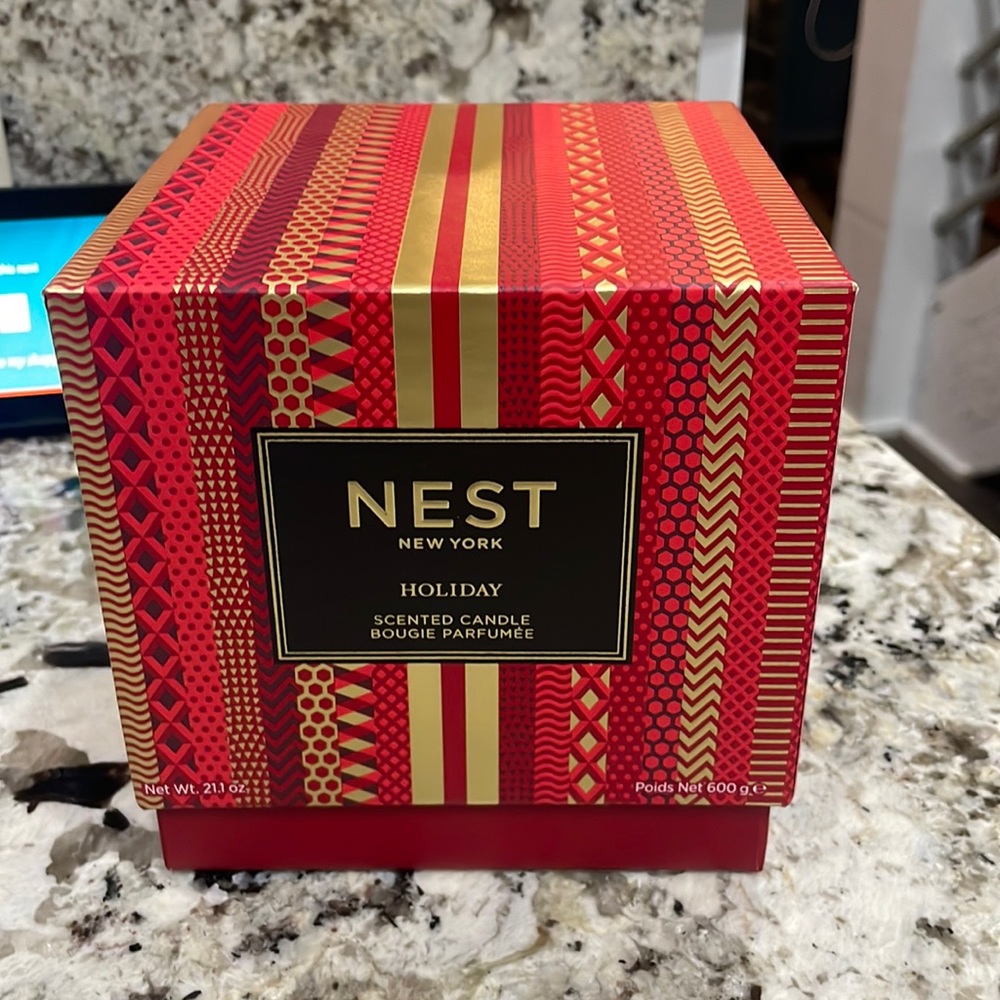 NEST
NEW YORK
HOLIDAY
SCENTED CANDLE
BOUGIE PARFUMÉE
Net Wt. 21.1 oz.
Poids Net 600 g ℮